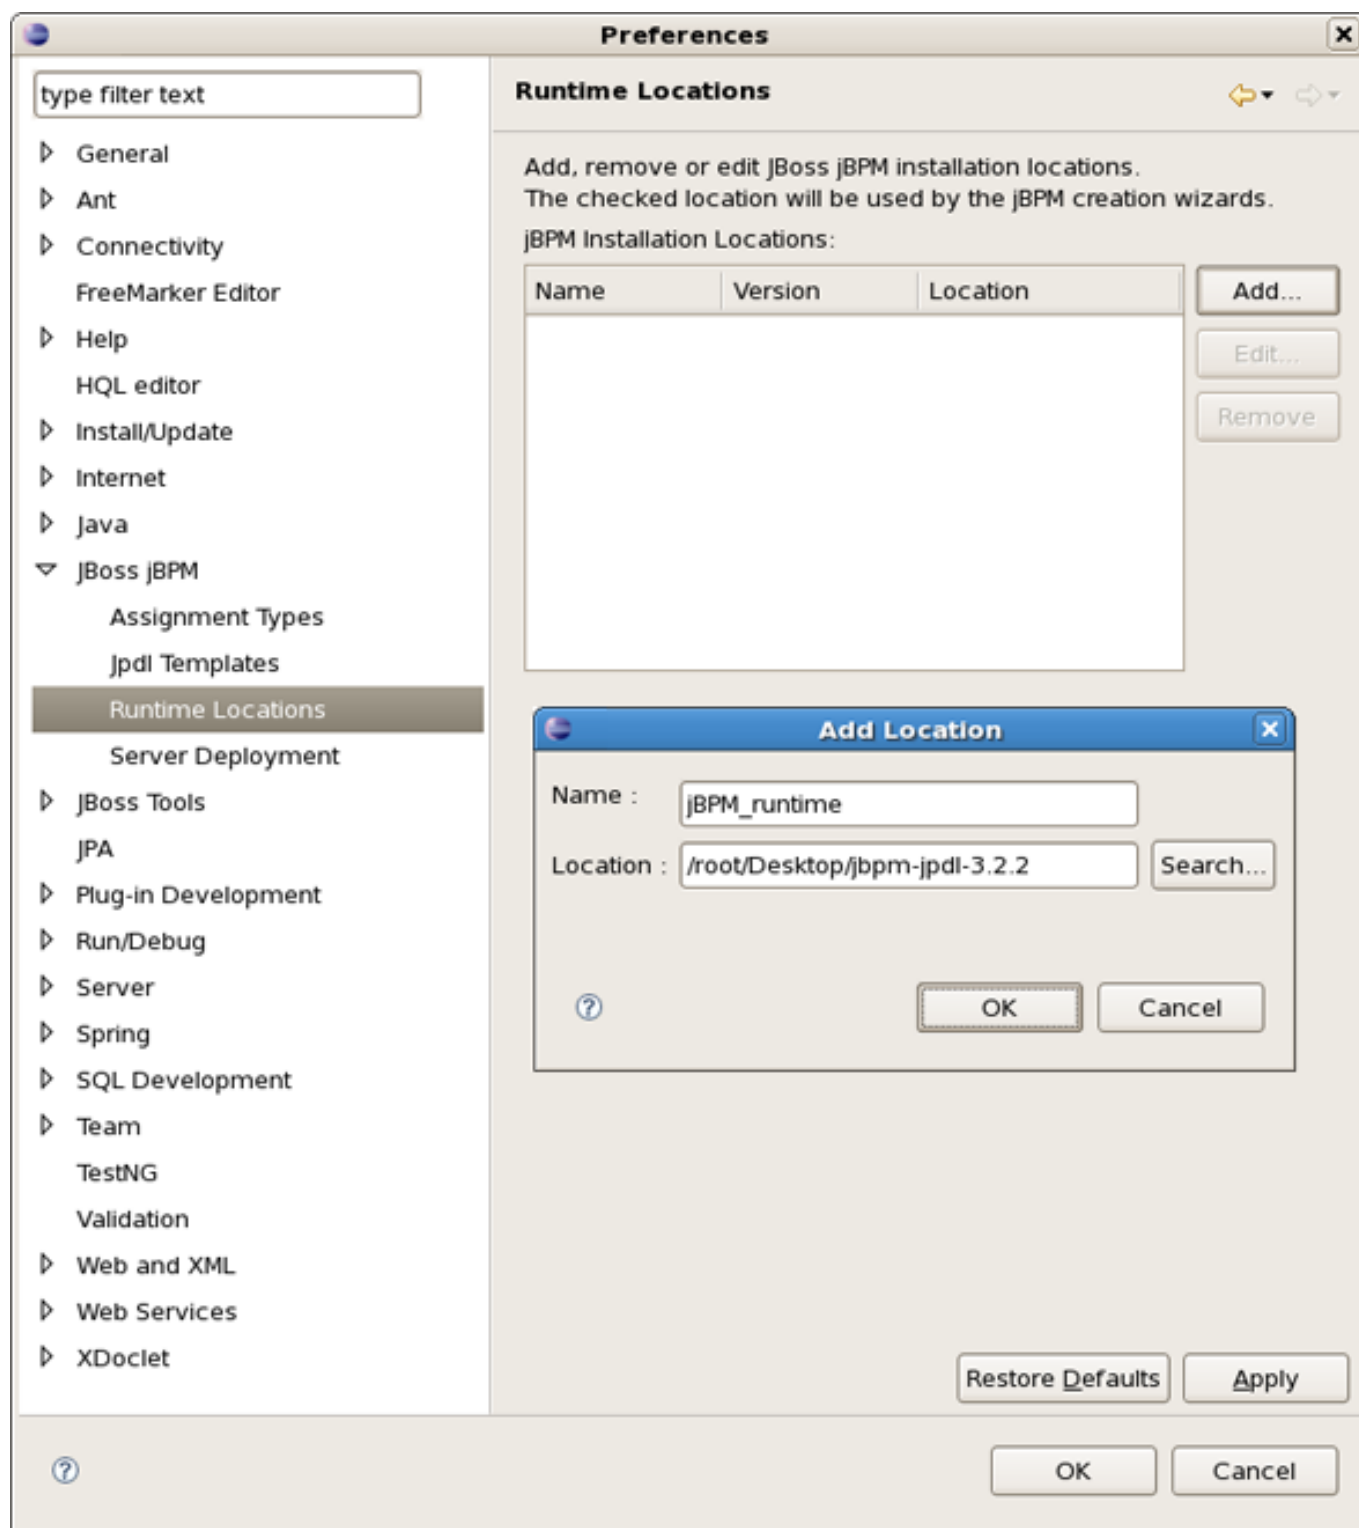 Preferences
type filter text
General
Ant
Connectivity
FreeMarker Editor
Help
HQL editor
Install/Update
Internet
Java
JBoss jBPM
Assignment Types
Jpdl Templates
Runtime Locations
Server Deployment
JBoss Tools
JPA
Plug-in Development
Run/Debug
Server
Spring
SQL Development
Team
TestNG
Validation
Web and XML
Web Services
XDoclet
Runtime Locations
Add, remove or edit JBoss jBPM installation locations.
The checked location will be used by the jBPM creation wizards.
jBPM Installation Locations:
Name Version Location
Add...
Edit...
Remove
Add Location
Name : jBPM_runtime
Location : /root/Desktop/jbpm-jpdl-3.2.2 Search...
? OK Cancel
Restore Defaults Apply
? OK Cancel